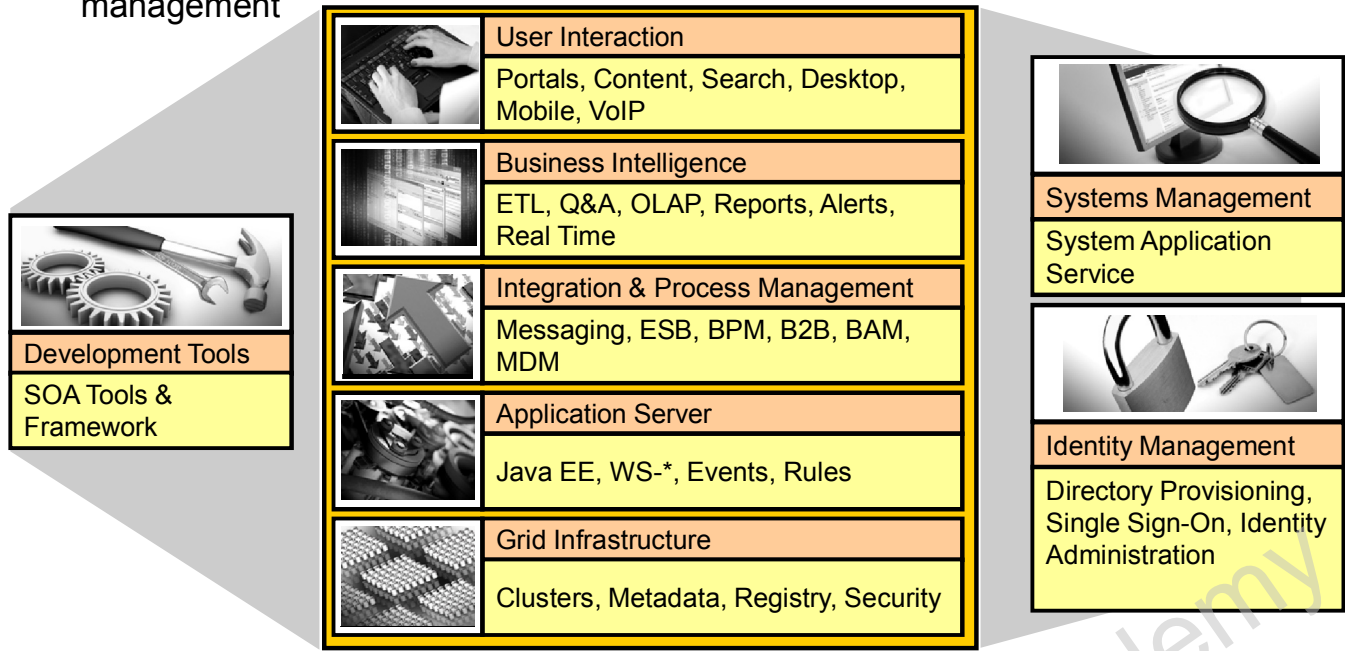 management
User Interaction
Portals, Content, Search, Desktop,
Mobile, VoIP
Business Intelligence
ETL, Q&A, OLAP, Reports, Alerts,
Real Time
Integration & Process Management
Messaging, ESB, BPM, B2B, BAM,
MDM
Application Server
Java EE, WS-*, Events, Rules
Grid Infrastructure
Clusters, Metadata, Registry, Security
Development Tools
SOA Tools &
Framework
Systems Management
System Application
Service
Identity Management
Directory Provisioning,
Single Sign-On, Identity
Administration